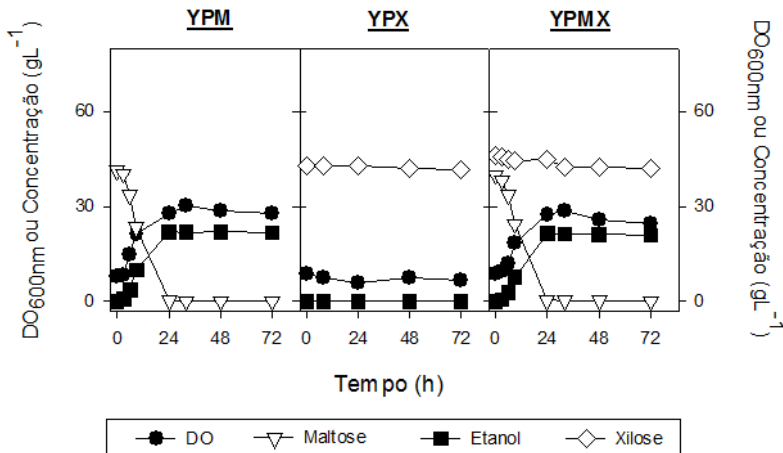 YPM YPX YPMX
DO600nm ou Concentração (gL-1)
60
30
0
0 24 48 72 0 24 48 72 0 24 48 72
60
30
0
DO600nm ou Concentração (gL-1)
Tempo (h)
DO Maltose Etanol Xilose